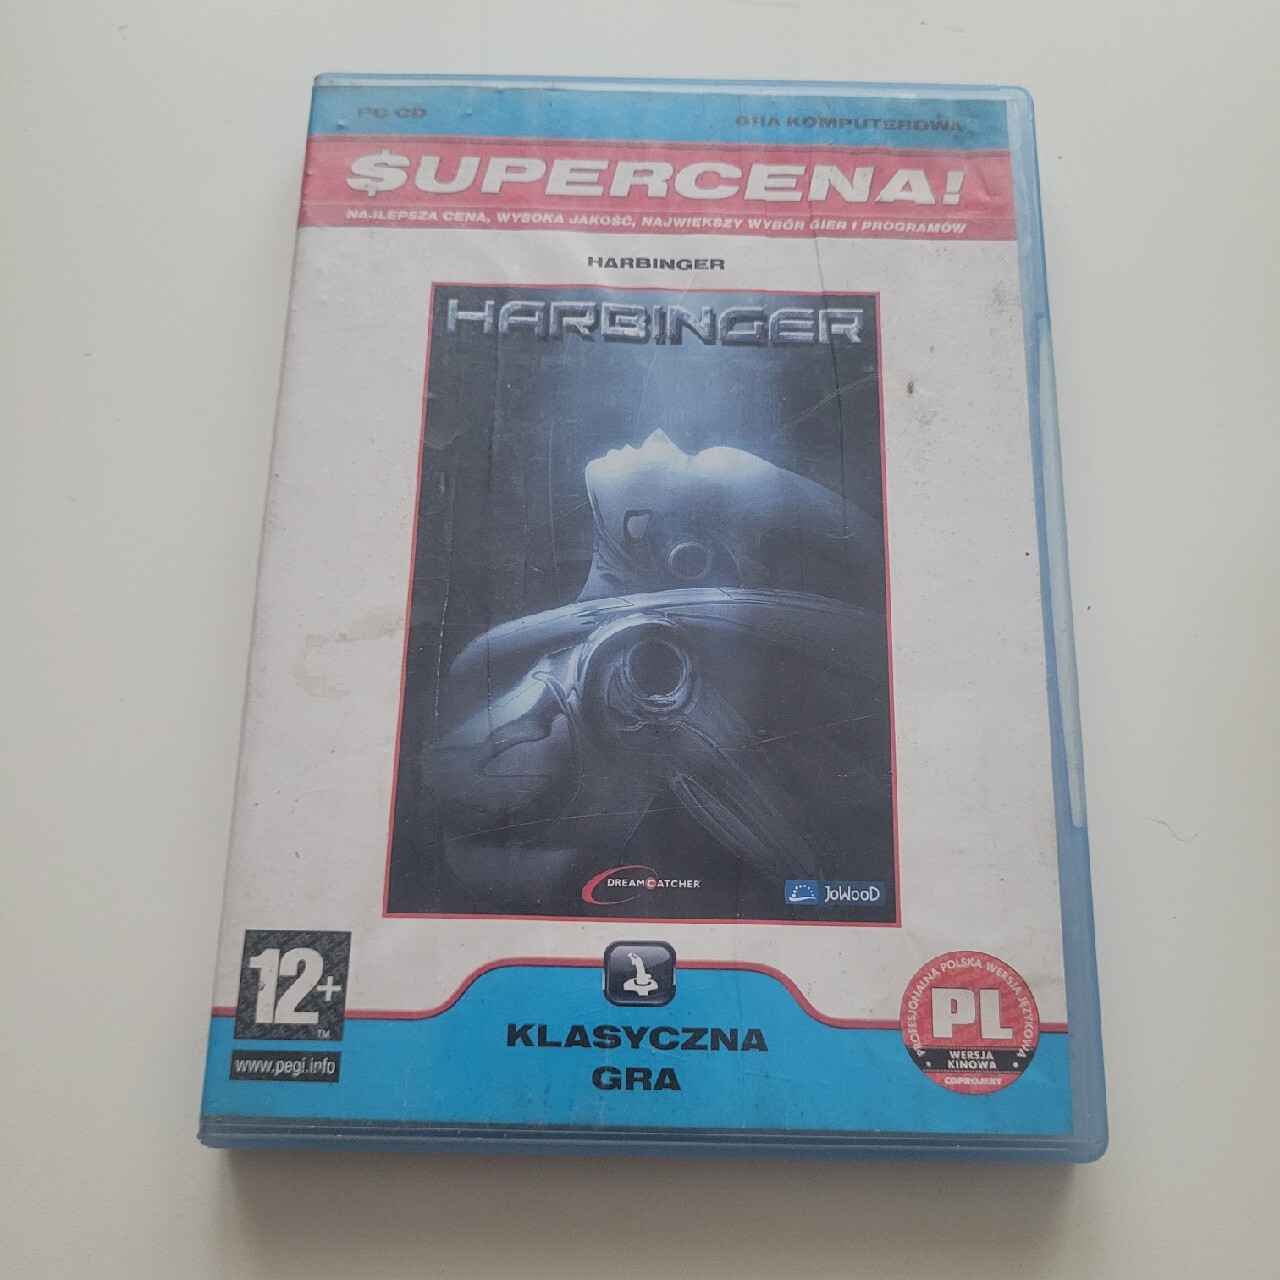 PC CD
GRA KOMPUTEROWA
$UPERCENA!
NAJLEPSZA CENA, WYSOKA JAKOŚĆ, NAJWIĘKSZY WYBÓR GIER I PROGRAMÓW
HARBINGER
HARBINGER
DREAMCATCHER
JoWooD
12+
TM
www.pegi.info
KLASYCZNA
GRA
PROFESJONALNA POLSKA WERSJA JĘZYKOWA
PL
WERSJA
KINOWA
CDPROJEKT